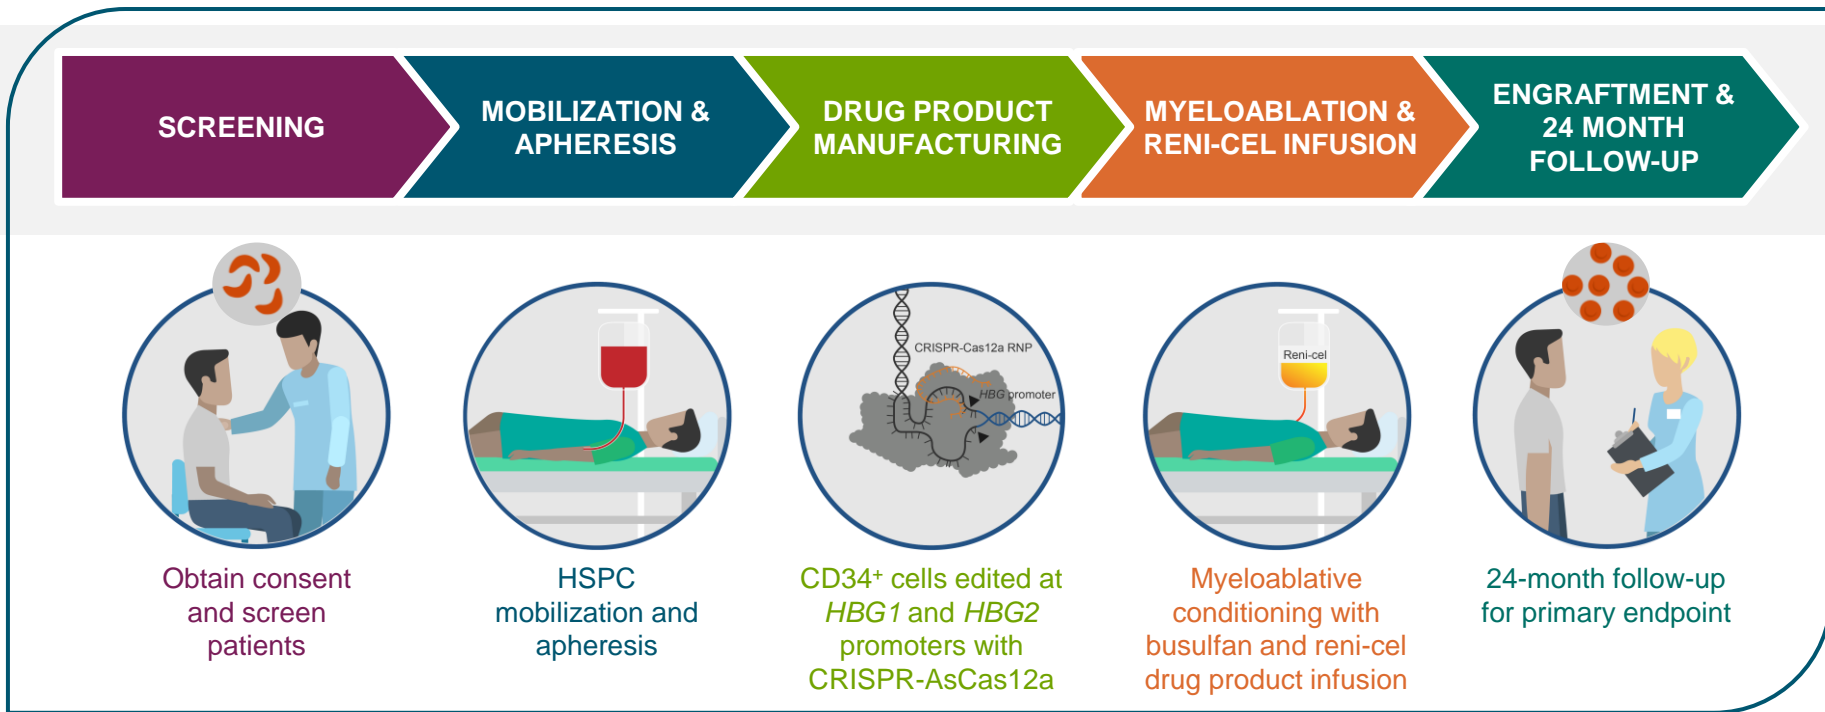 SCREENING
MOBILIZATION &
APHERESIS
DRUG PRODUCT
MANUFACTURING
MYELOABLATION &
RENI-CEL INFUSION
ENGRAFTMENT &
24 MONTH
FOLLOW-UP
CRISPR-Cas12a RNP
HBG promoter
Reni-cel
Obtain consent
and screen
patients
HSPC
mobilization and
apheresis
CD34⁺ cells edited at
HBG1 and HBG2
promoters with
CRISPR-AsCas12a
Myeloablative
conditioning with
busulfan and reni-cel
drug product infusion
24-month follow-up
for primary endpoint